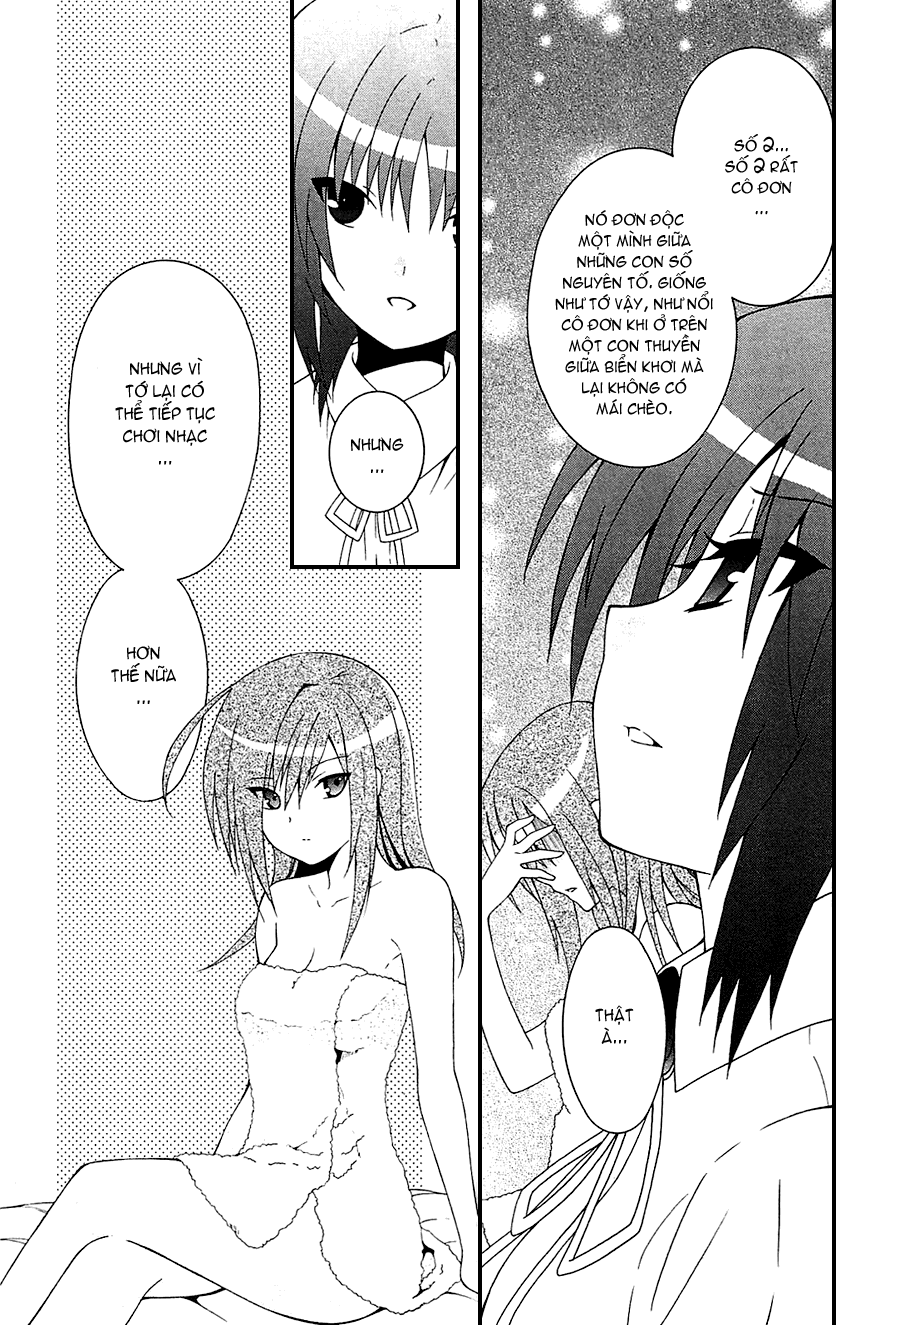 SỐ 2...
SỐ 2 RẤT
CÔ ĐƠN
...
NÓ ĐƠN ĐỘC
MỘT MÌNH GIỮA
NHỮNG CON SỐ
NGUYÊN TỐ. GIỐNG
NHƯ TỚ VẬY, NHƯ NỔI
CÔ ĐƠN KHI Ở TRÊN
MỘT CON THUYỀN
GIỮA BIỂN KHƠI MÀ
LẠI KHÔNG CÓ
MÁI CHÈO.
THẬT
À...
NHƯNG
...
NHƯNG VÌ
TỚ LẠI CÓ
THỂ TIẾP TỤC
CHƠI NHẠC
...
HƠN
THẾ NỮA
...